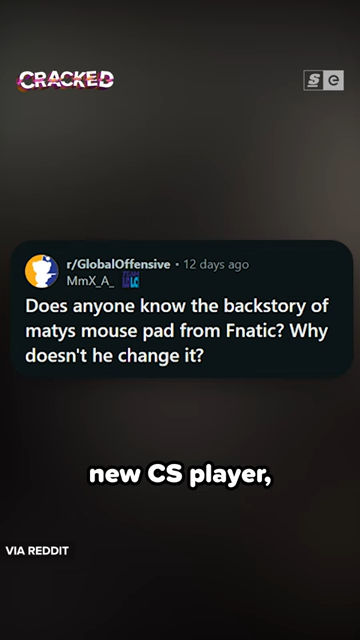 CRACKED
S e
r/GlobalOffensive • 12 days ago
MmX_A_
Does anyone know the backstory of
matys mouse pad from Fnatic? Why
doesn't he change it?
new CS player,
VIA REDDIT